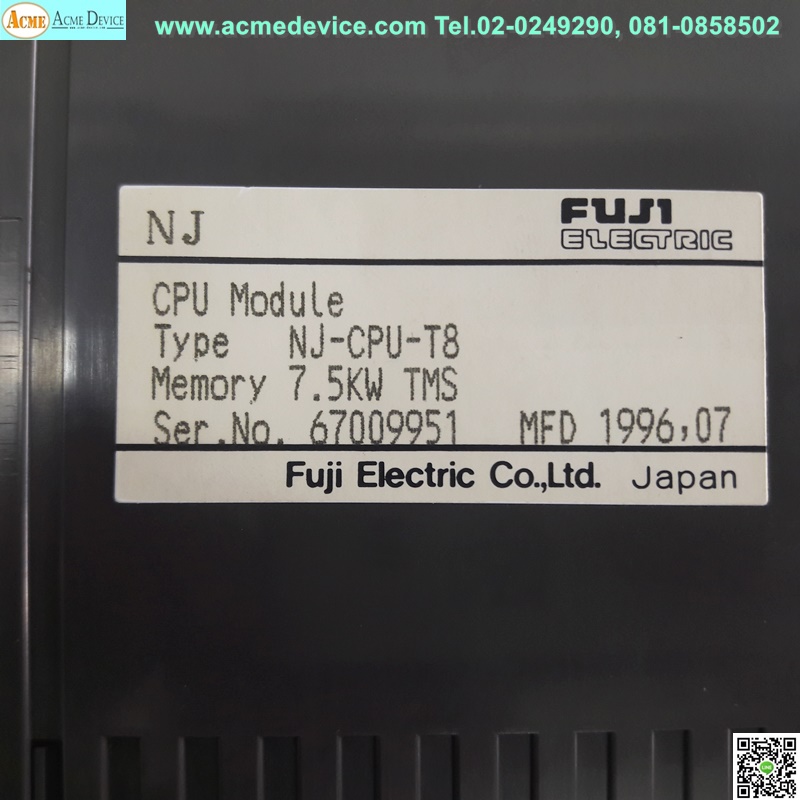 ACME ACME DEVICE
www.acmedevice.com Tel.02-0249290, 081-0858502
NJ FUJI
ELECTRIC
CPU Module
Type NJ-CPU-T8
Memory 7.5KW TMS
Ser.No. 67009951 MFD 1996,07
Fuji Electric Co.,Ltd. Japan